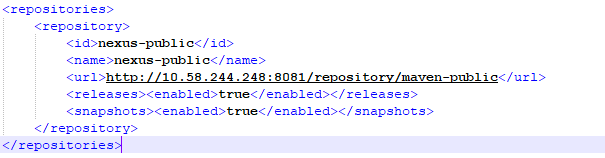 <repositories>
<repository>
<id>nexus-public</id>
<name>nexus-public</name>
<url>http://10.58.244.248:8081/repository/maven-public</url>
<releases><enabled>true</enabled></releases>
<snapshots><enabled>true</enabled></snapshots>
</repository>
</repositories>